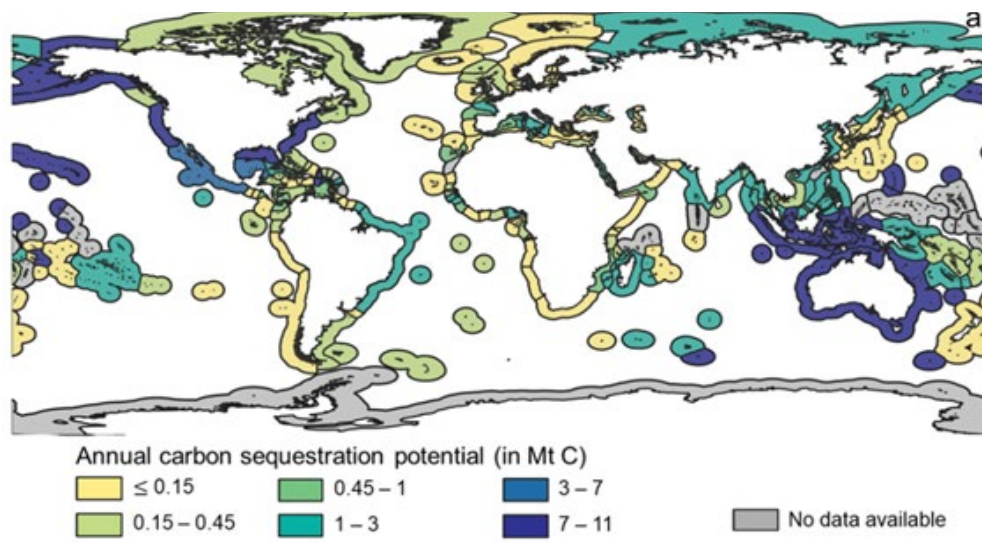 a
Annual carbon sequestration potential (in Mt C)
≤ 0.15
0.45 – 1
3 – 7
0.15 – 0.45
1 – 3
7 – 11
No data available